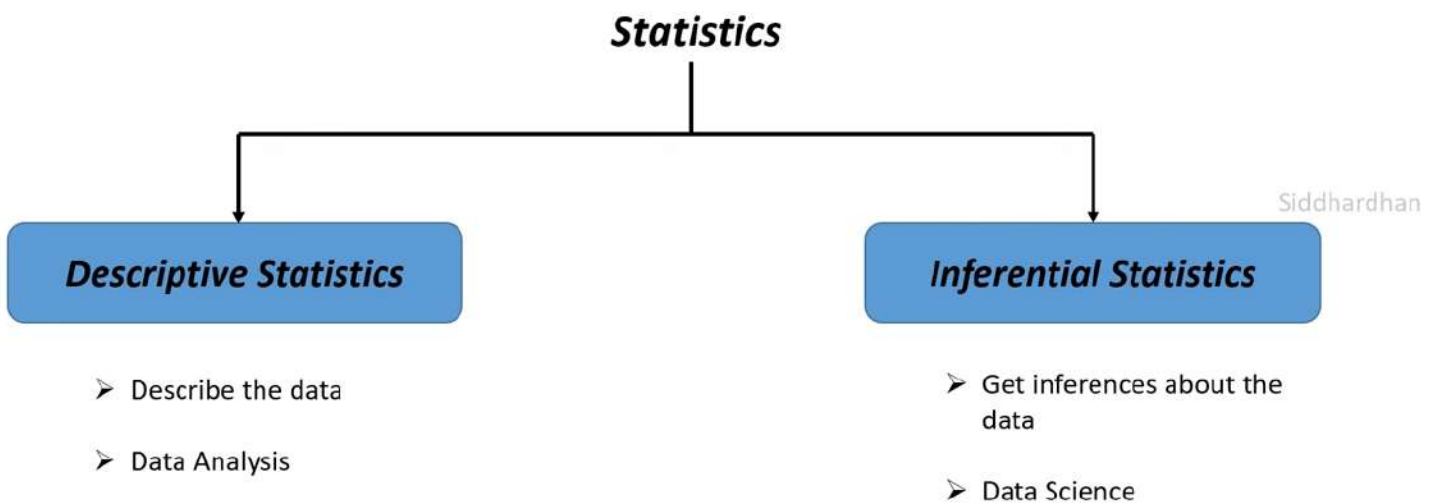 Statistics
Siddhardhan
Descriptive Statistics
Inferential Statistics
➢ Describe the data
➢ Data Analysis
➢ Get inferences about the
data
➢ Data Science